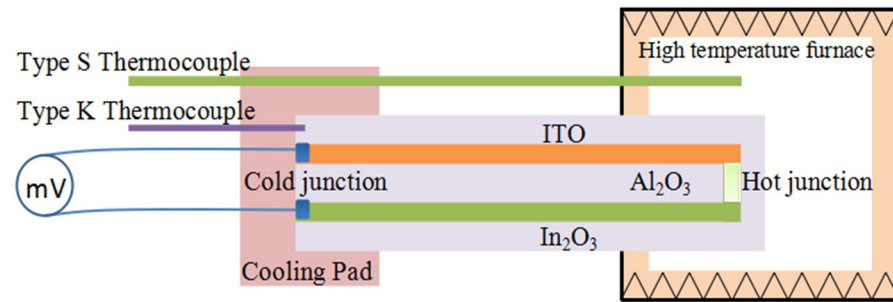 High temperature furnace
Type S Thermocouple
Type K Thermocouple
ITO
mV
Cold junction
Al₂O₃
Hot junction
In₂O₃
Cooling Pad